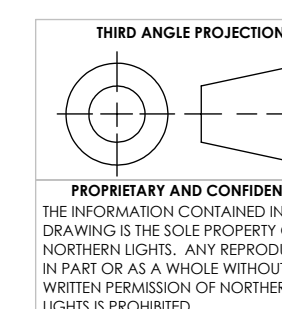 THIRD ANGLE PROJECTION
PROPRIETARY AND CONFIDEN
THE INFORMATION CONTAINED IN
DRAWING IS THE SOLE PROPERTY
NORTHERN LIGHTS. ANY REPRODU
IN PART OR AS A WHOLE WITHOUT
WRITTEN PERMISSION OF NORTHER
LIGHTS IS PROHIBITED